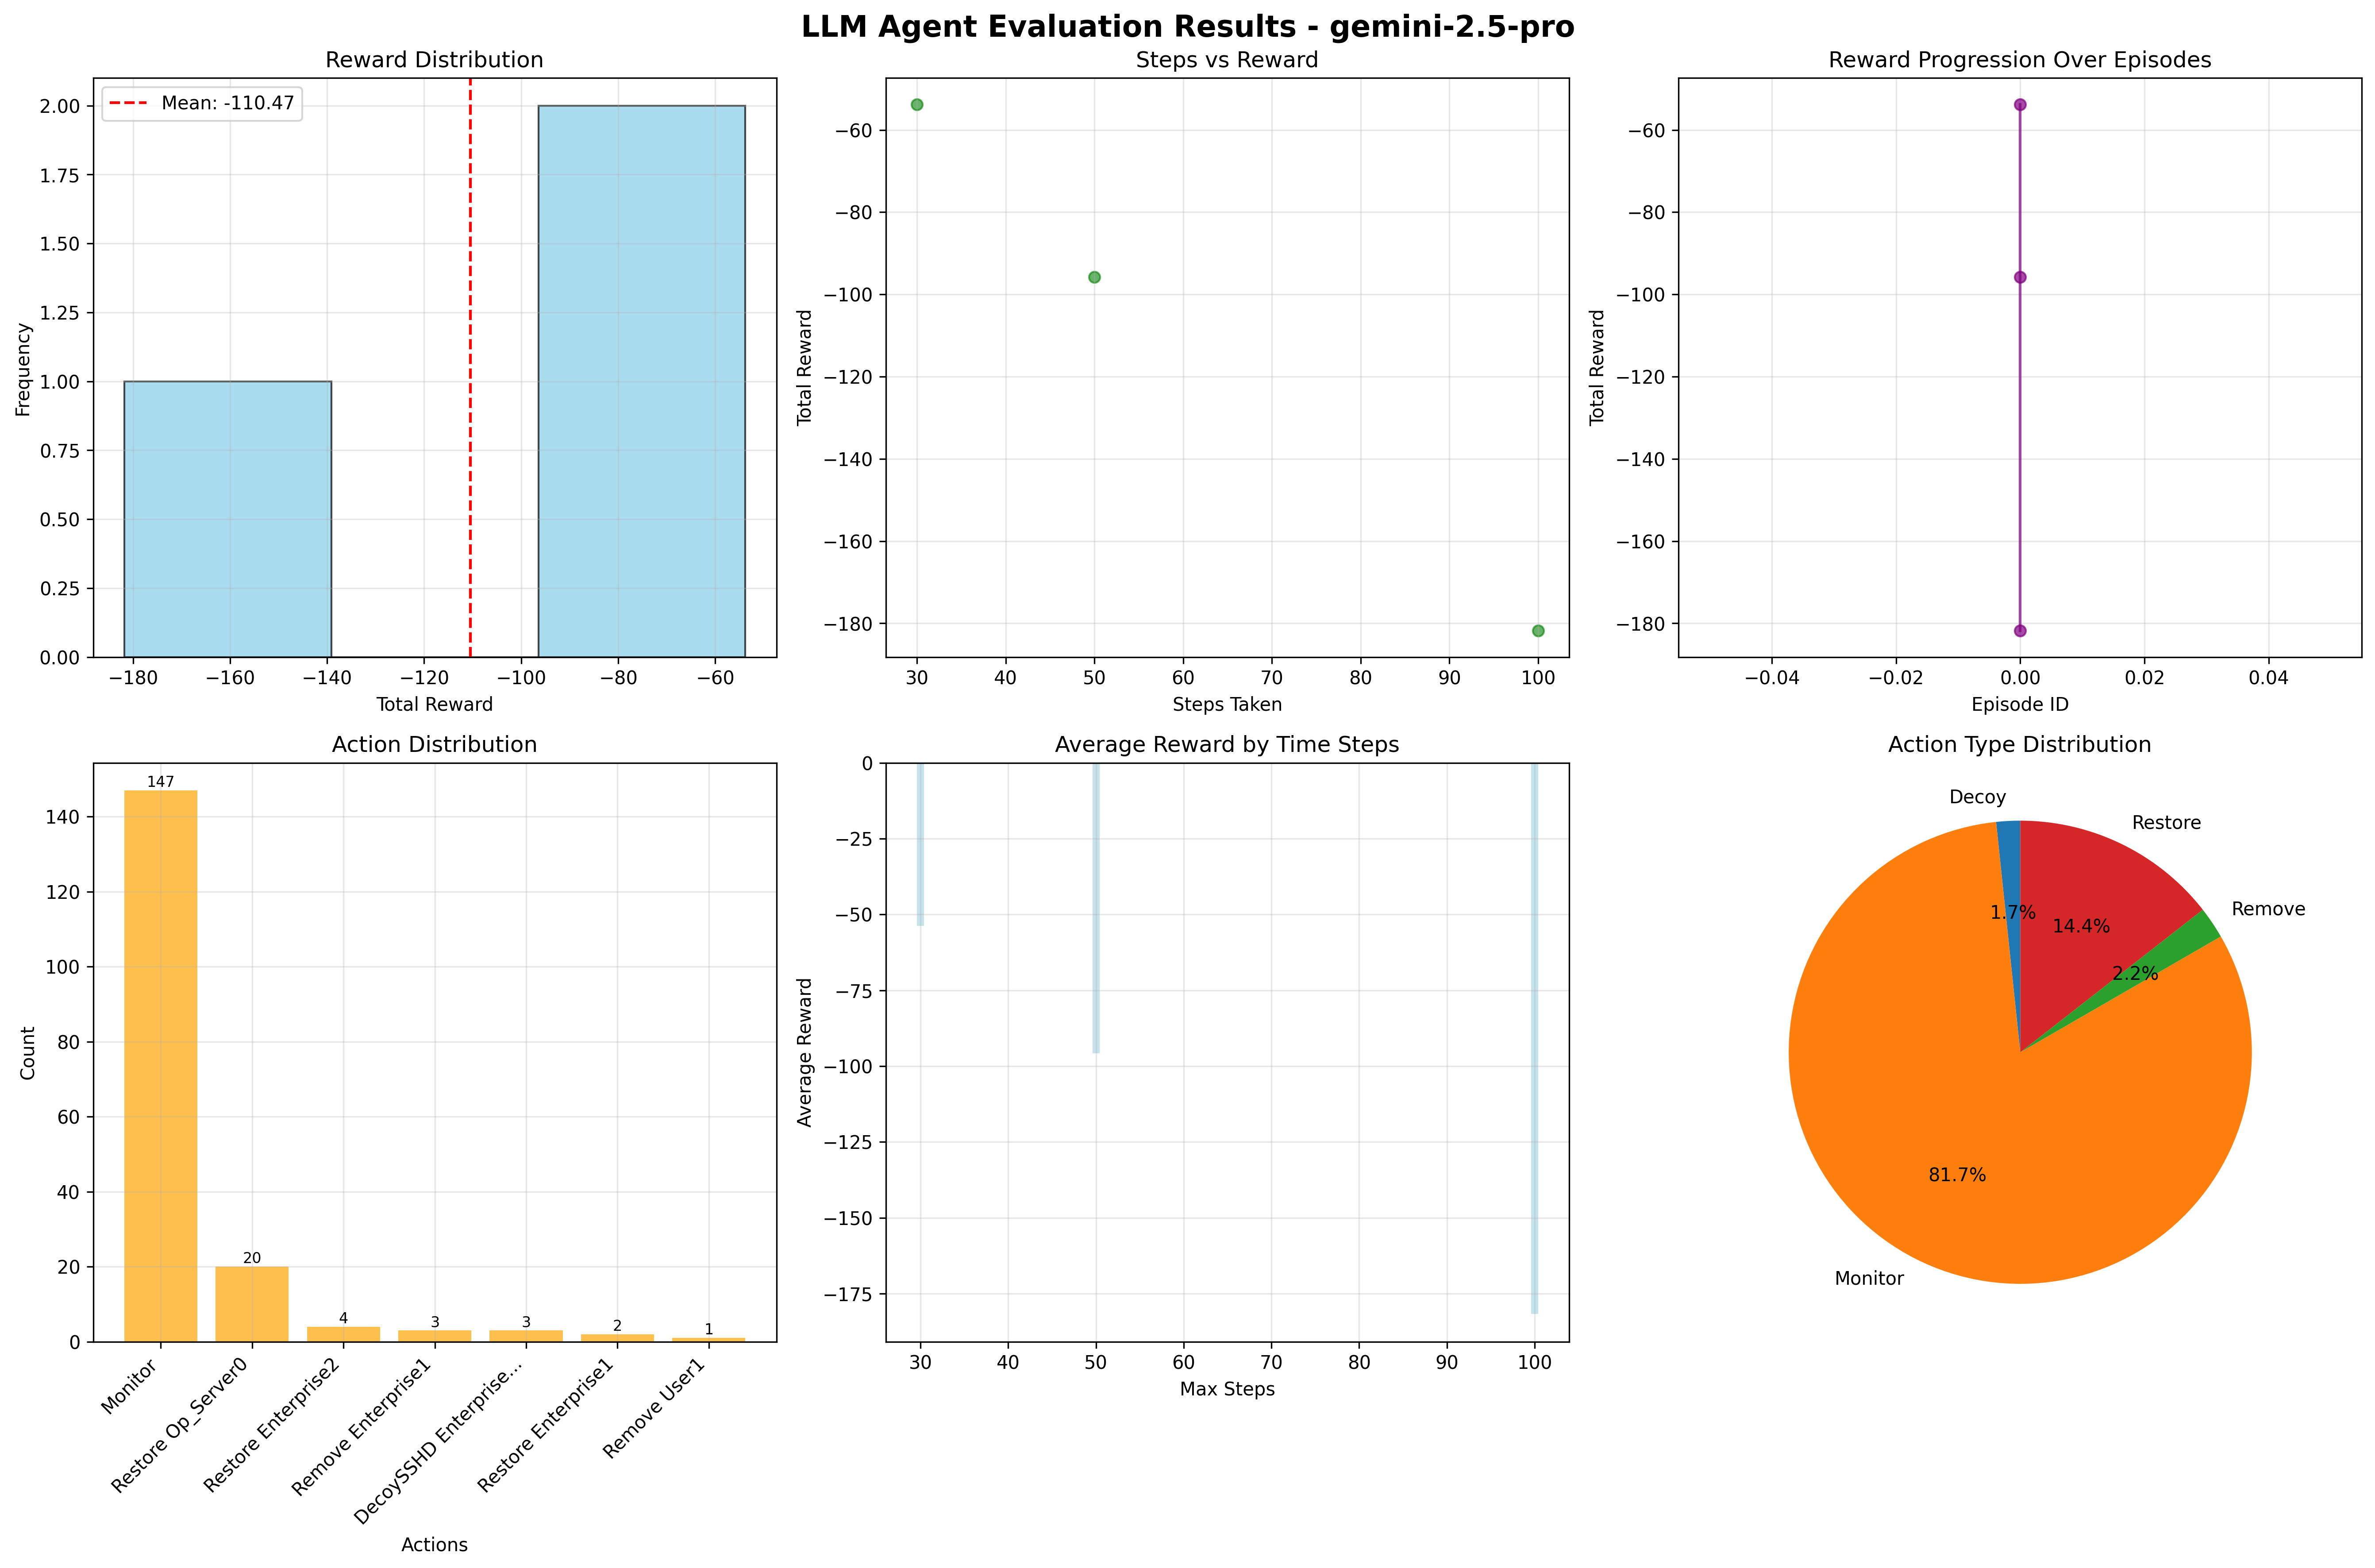 LLM Agent Evaluation Results - gemini-2.5-pro
Reward Distribution
Mean: -110.47
2.00
1.75
1.50
1.25
1.00
0.75
0.50
0.25
0.00
Frequency
−180
−160
−140
−120
−100
−80
−60
Total Reward
Steps vs Reward
−60
−80
−100
−120
−140
−160
−180
Total Reward
30
40
50
60
70
80
90
100
Steps Taken
Reward Progression Over Episodes
−60
−80
−100
−120
−140
−160
−180
Total Reward
−0.04
−0.02
0.00
0.02
0.04
Episode ID
Action Distribution
140
120
100
80
60
40
20
0
Count
147
20
4
3
3
2
1
Monitor
Restore Op_Server0
Restore Enterprise2
Remove Enterprise1
DecoySSHD Enterprise...
Restore Enterprise1
Remove User1
Actions
Average Reward by Time Steps
0
−25
−50
−75
−100
−125
−150
−175
Average Reward
30
40
50
60
70
80
90
100
Max Steps
Action Type Distribution
Decoy
Restore
Remove
Monitor
1.7%
14.4%
2.2%
81.7%